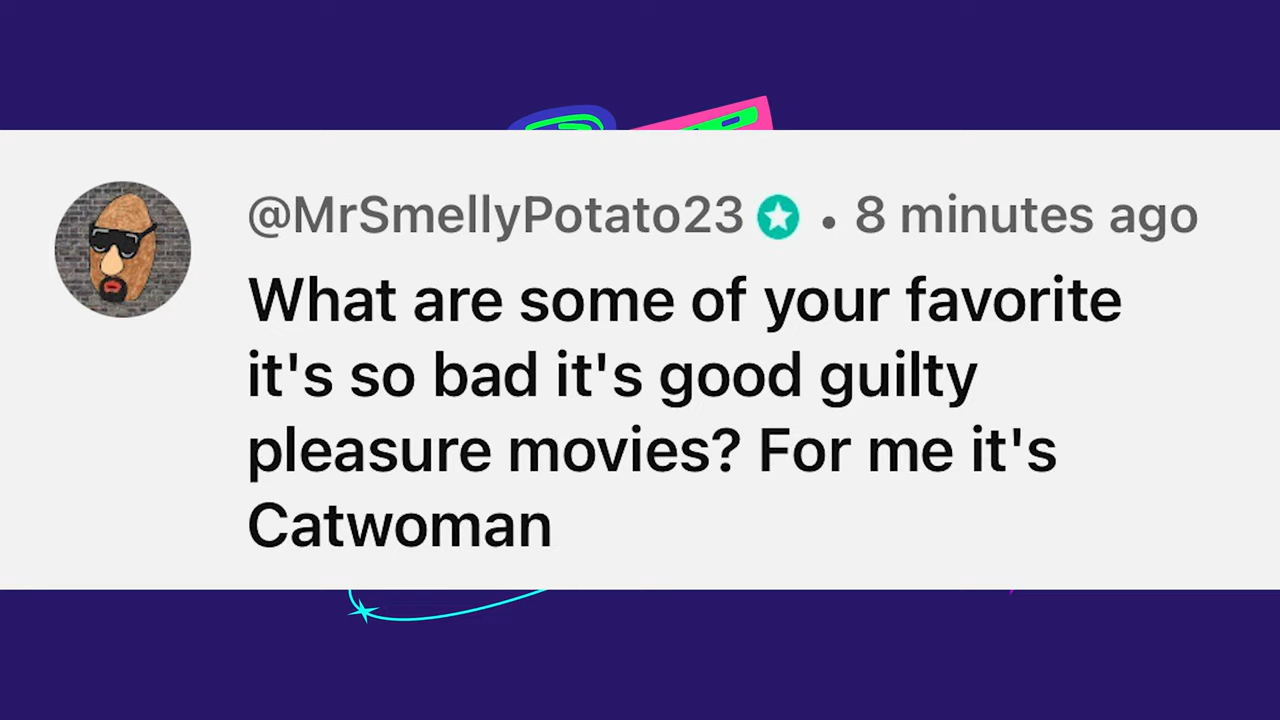 @MrSmellyPotato23 • 8 minutes ago
What are some of your favorite
it's so bad it's good guilty
pleasure movies? For me it's
Catwoman